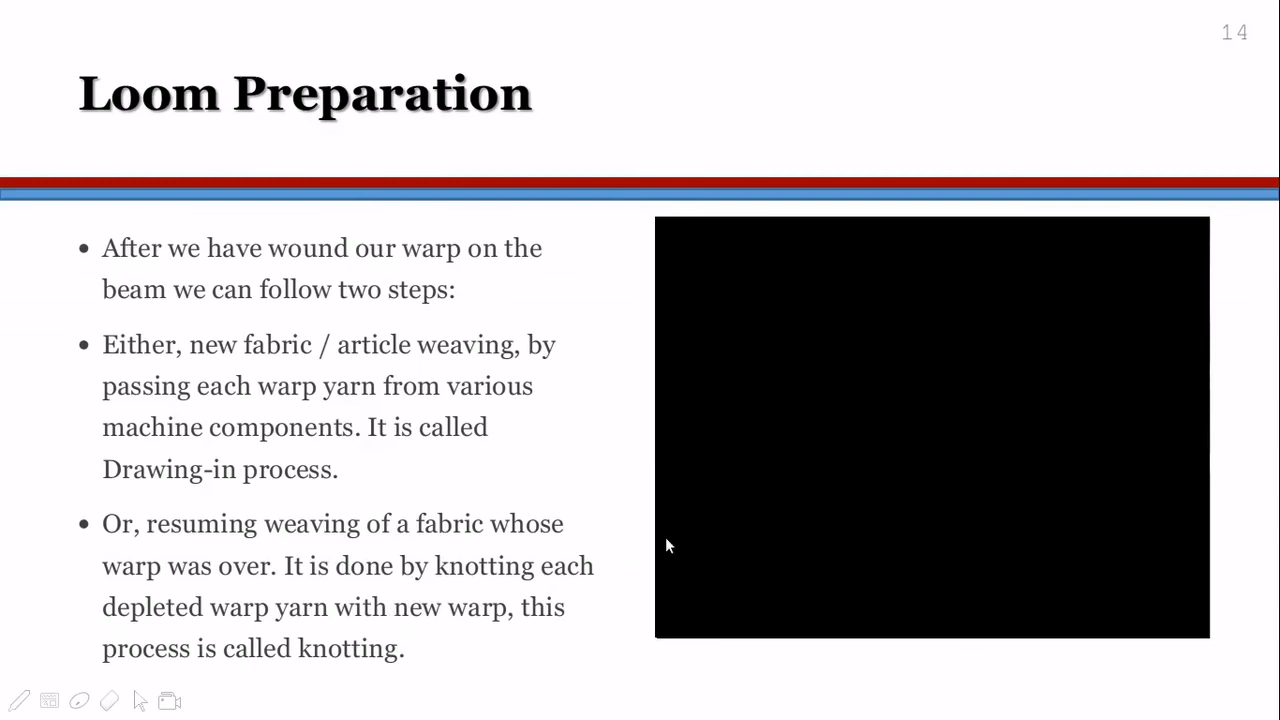 14
Loom Preparation
• After we have wound our warp on the
beam we can follow two steps:
• Either, new fabric / article weaving, by
passing each warp yarn from various
machine components. It is called
Drawing-in process.
• Or, resuming weaving of a fabric whose
warp was over. It is done by knotting each
depleted warp yarn with new warp, this
process is called knotting.